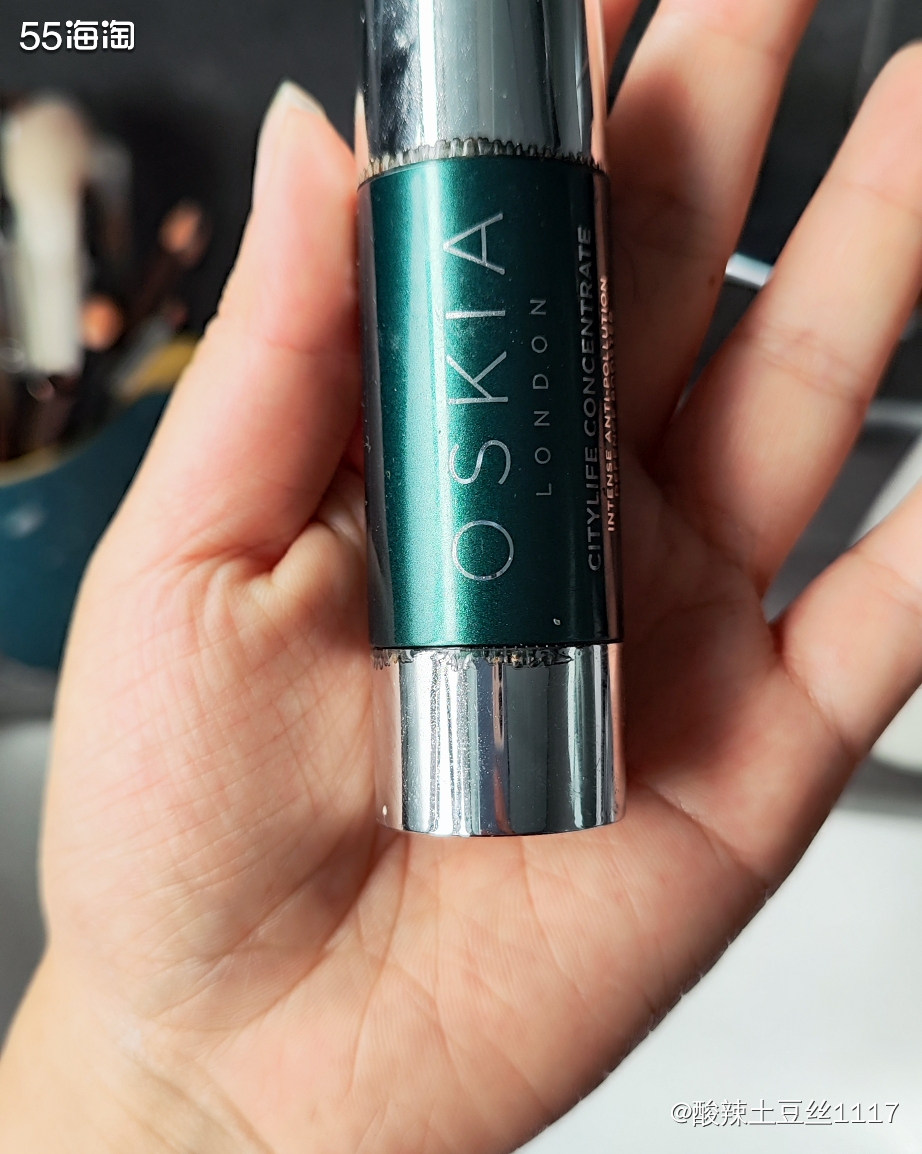 55海淘
OSKIA
LONDON
CITYLIFE CONCENTRATE
INTENSE ANTI-POLLUTION
@酸辣土豆丝1117